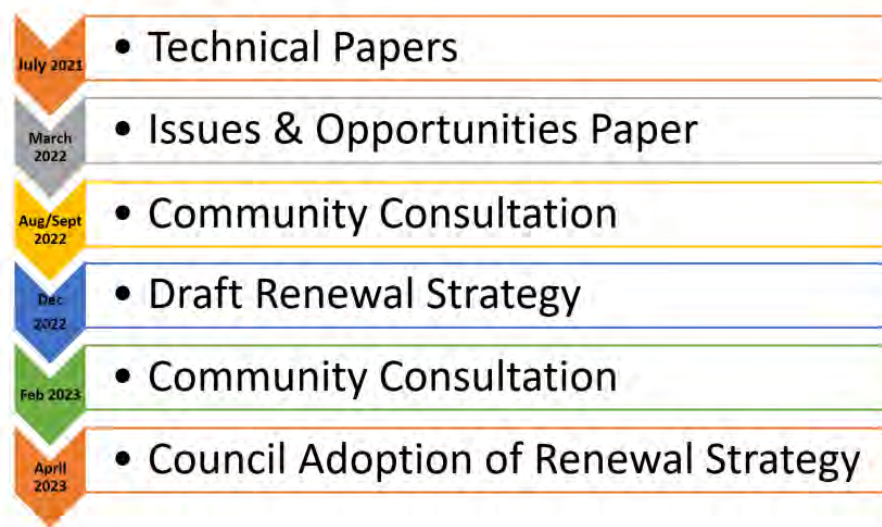 July 2021
• Technical Papers
March
2022
• Issues & Opportunities Paper
Aug/Sept
2022
• Community Consultation
Dec
2022
• Draft Renewal Strategy
Feb 2023
• Community Consultation
April
2023
• Council Adoption of Renewal Strategy